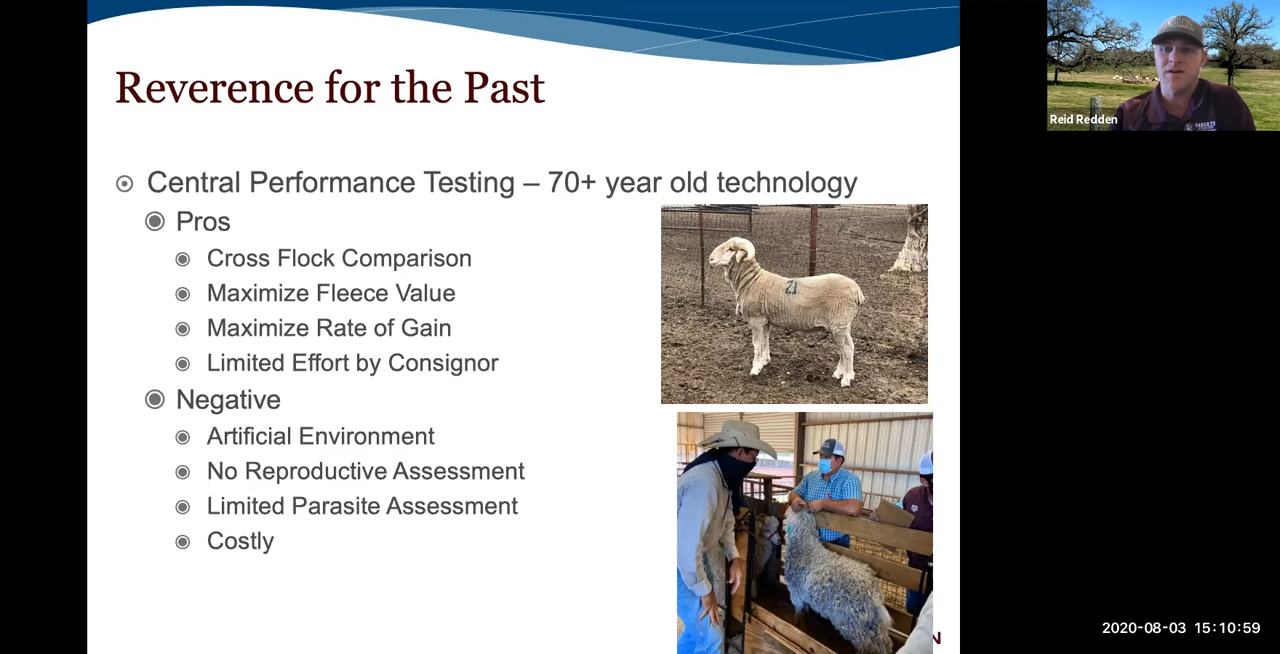 Reverence for the Past
Central Performance Testing – 70+ year old technology
Pros
Cross Flock Comparison
Maximize Fleece Value
Maximize Rate of Gain
Limited Effort by Consignor
Negative
Artificial Environment
No Reproductive Assessment
Limited Parasite Assessment
Costly
21
N
Reid Redden
2020-08-03 15:10:59